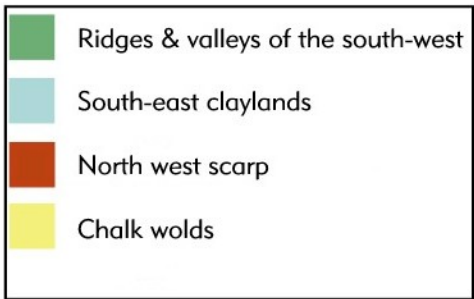 Ridges & valleys of the south-west
South-east claylands
North west scarp
Chalk wolds